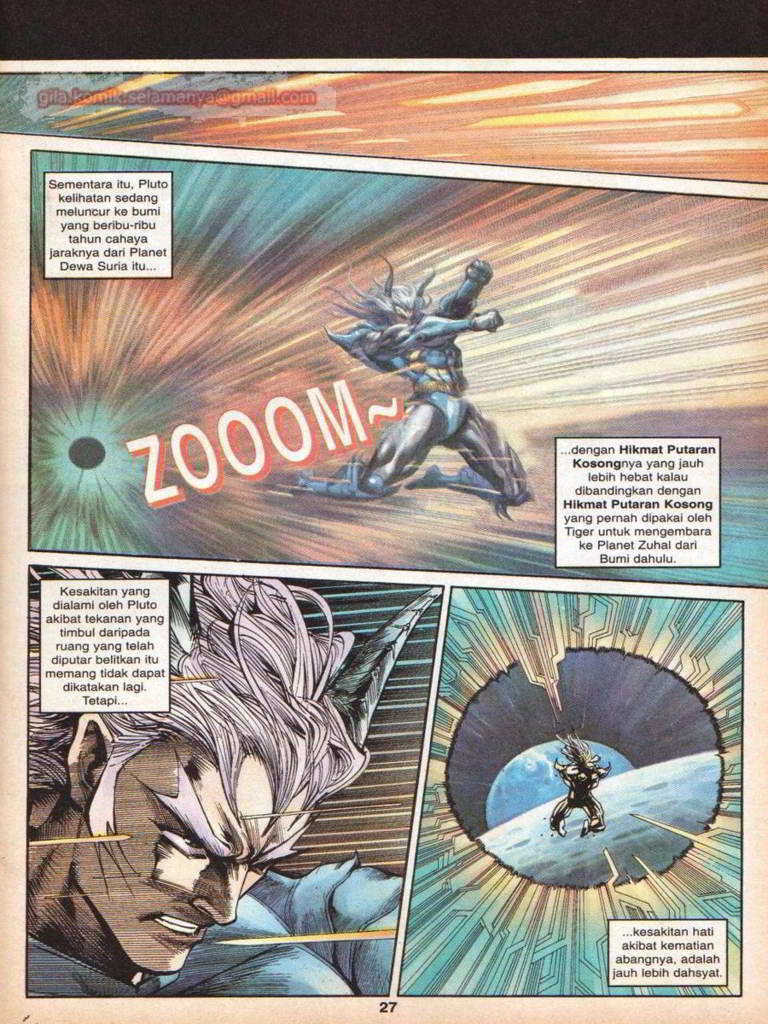 gila.komik.selamanya@gmail.com
Sementara itu, Pluto
kelihatan sedang
meluncur ke bumi
yang beribu-ribu
tahun cahaya
jaraknya dari Planet
Dewa Suria itu...
ZOOOM~
...dengan Hikmat Putaran
Kosongnya yang jauh
lebih hebat kalau
dibandingkan dengan
Hikmat Putaran Kosong
yang pernah dipakai oleh
Tiger untuk mengembara
ke Planet Zuhal dari
Bumi dahulu.
Kesakitan yang
dialami oleh Pluto
akibat tekanan yang
timbul daripada
ruang yang telah
diputar belitkan itu
memang tidak dapat
dikatakan lagi.
Tetapi...
...kesakitan hati
akibat kematian
abangnya, adalah
jauh lebih dahsyat.
27